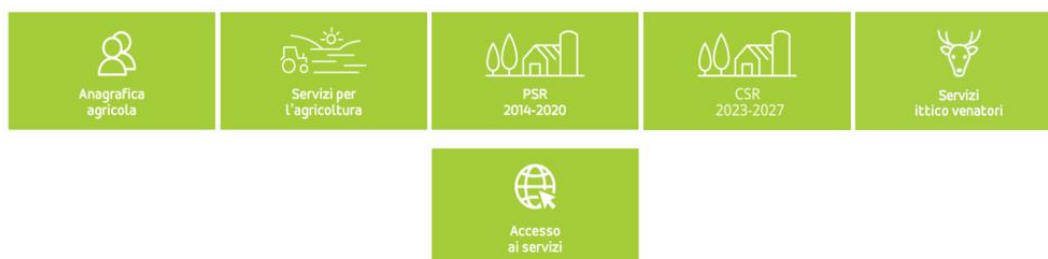 Anagrafica
agricola
Servizi per
l'agricoltura
PSR
2014-2020
CSR
2023-2027
Servizi
ittico venatori
Accesso
ai servizi